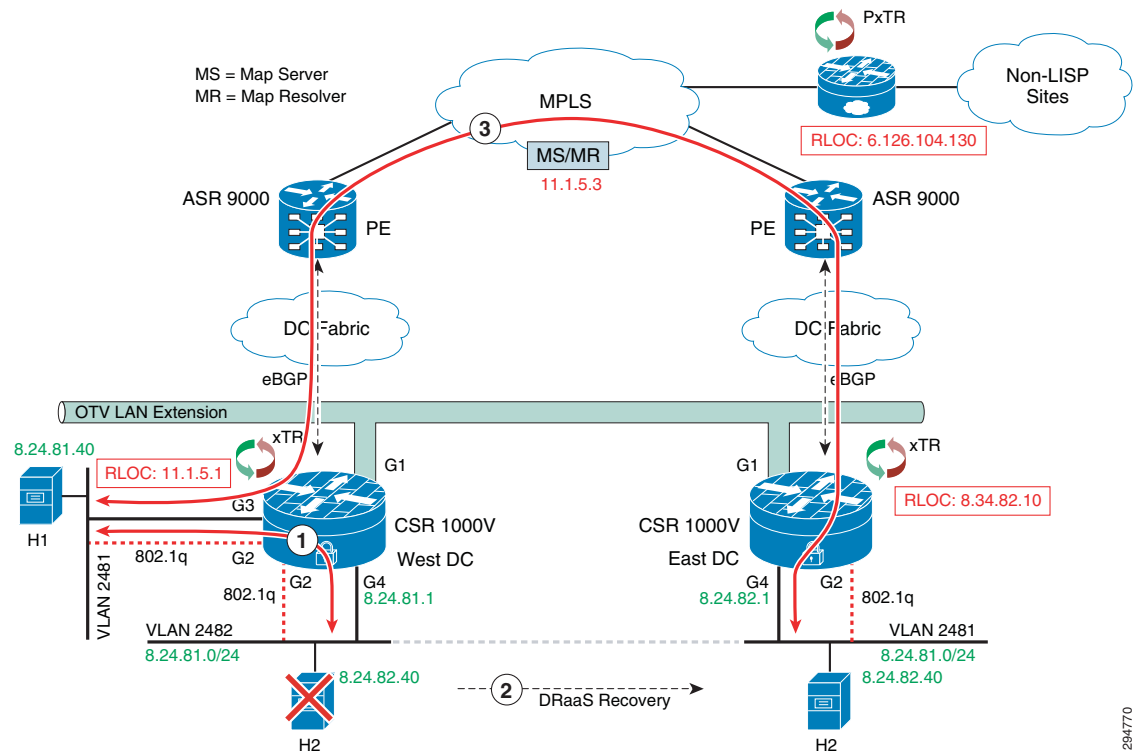 PxTR
MS = Map Server
MR = Map Resolver
MPLS
Non-LISP
Sites
3
RLOC: 6.126.104.130
MS/MR
11.1.5.3
ASR 9000
PE
PE
ASR 9000
DC Fabric
DC Fabric
eBGP
eBGP
OTV LAN Extension
8.24.81.40
xTR
xTR
RLOC: 11.1.5.1
G1
G1
RLOC: 8.34.82.10
G3
H1
CSR 1000V
CSR 1000V
1
802.1q
G2
West DC
East DC
VLAN 2481
G2
G4
G4
G2
802.1q
8.24.81.1
8.24.82.1
802.1q
VLAN 2482
VLAN 2481
8.24.81.0/24
8.24.81.0/24
8.24.82.40
8.24.82.40
2
DRaaS Recovery
H2
H2
294770